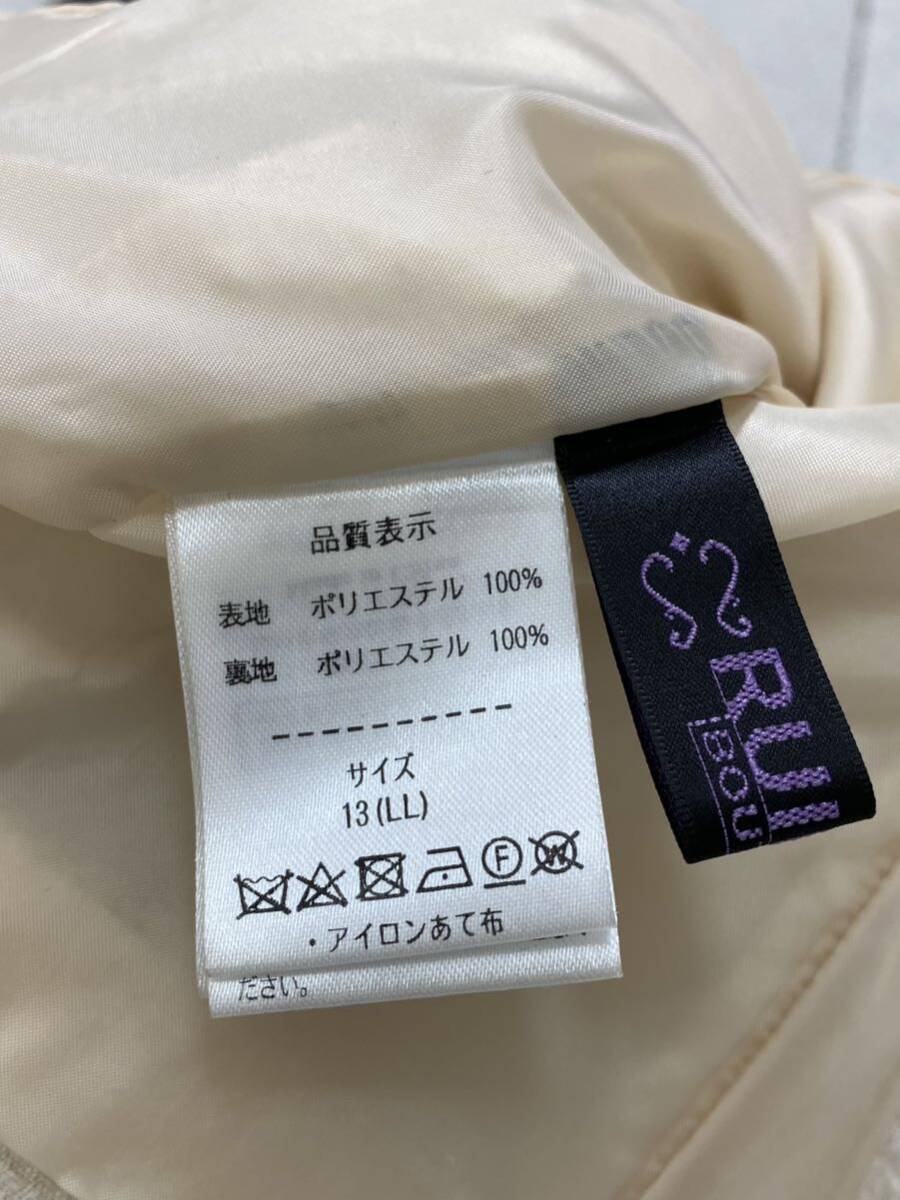 品質表示
表地 ポリエステル 100%
裏地 ポリエステル 100%
サイズ
13(LL)
F W
・アイロンあて布
ださい。
RUI
BOU